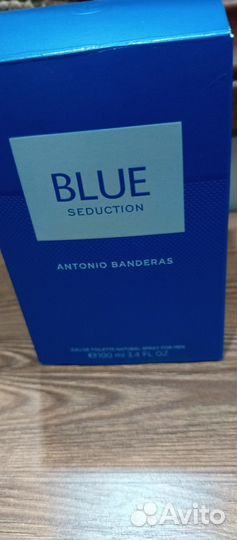 BLUE
SEDUCTION
ANTONIO BANDERAS
EAU DE TOILETTE NATURAL SPRAY FOR MEN
℮100 ml 3.4 FL OZ
Avito